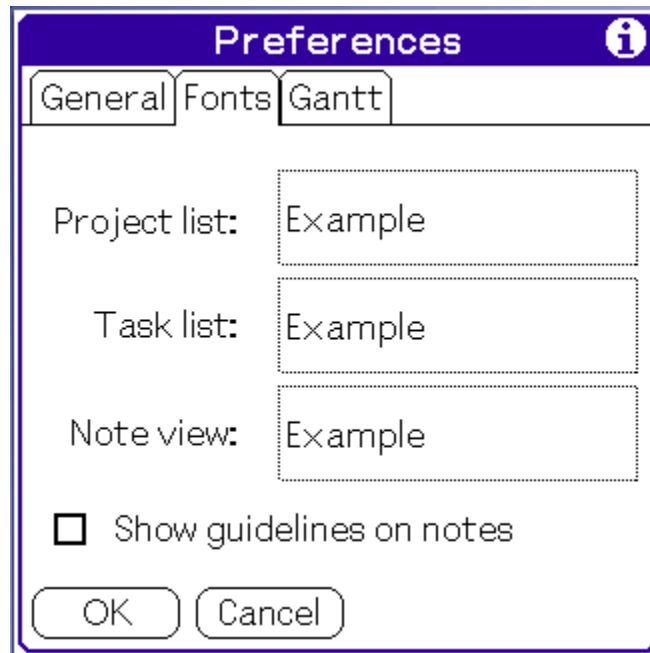 Preferences
General Fonts Gantt
Project list: Example
Task list: Example
Note view: Example
Show guidelines on notes
OK Cancel